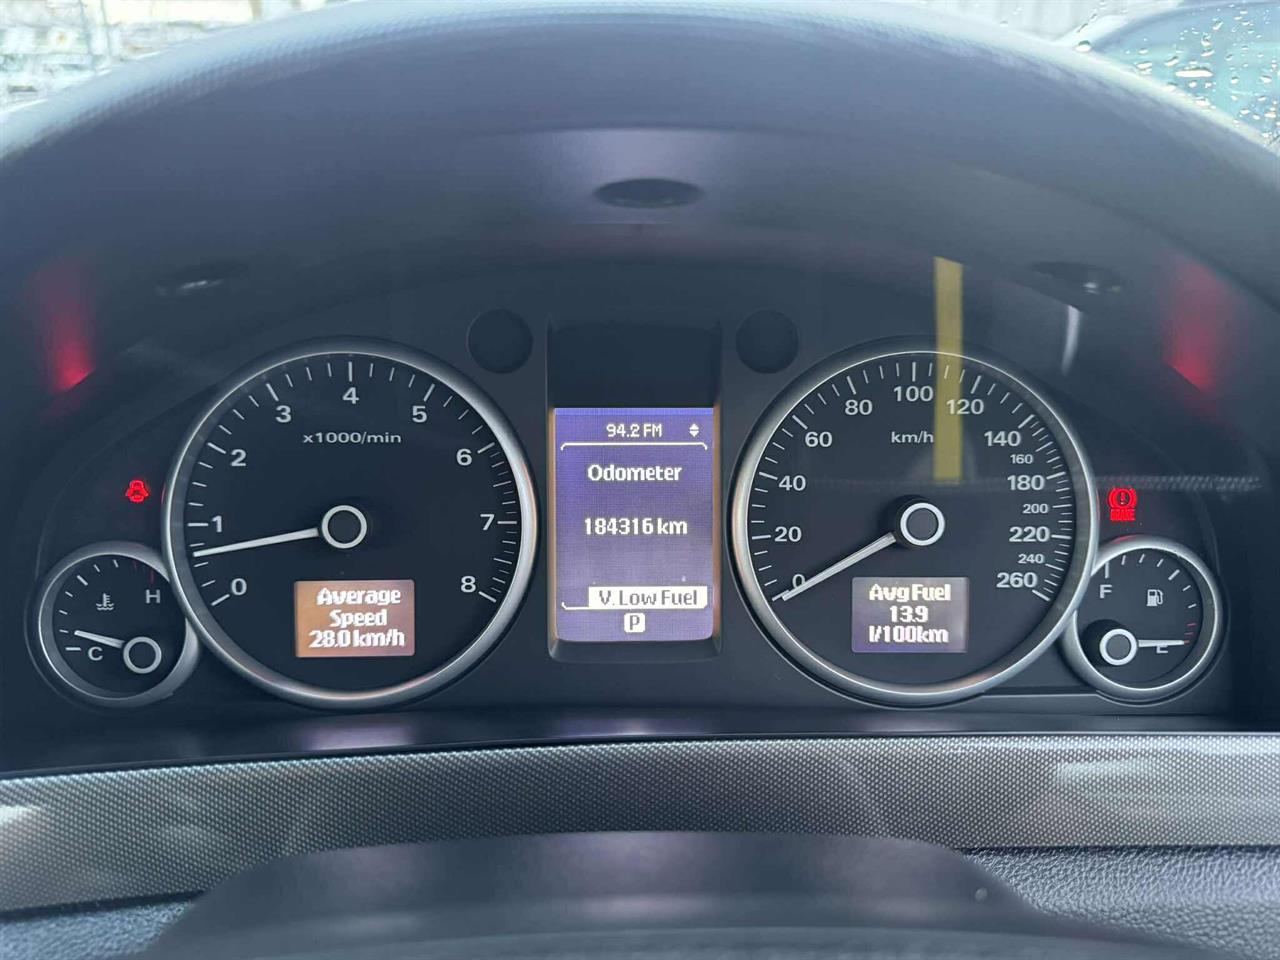 94.2 FM
Odometer
184316 km
V. Low Fuel
P
0
1
2
3
4
5
6
7
8
x1000/min
Average
Speed
28.0 km/h
0
20
40
60
80
100
120
140
160
180
200
220
240
260
km/h
Avg Fuel
13.9
l/100km
H
C
BRAKE
F
E